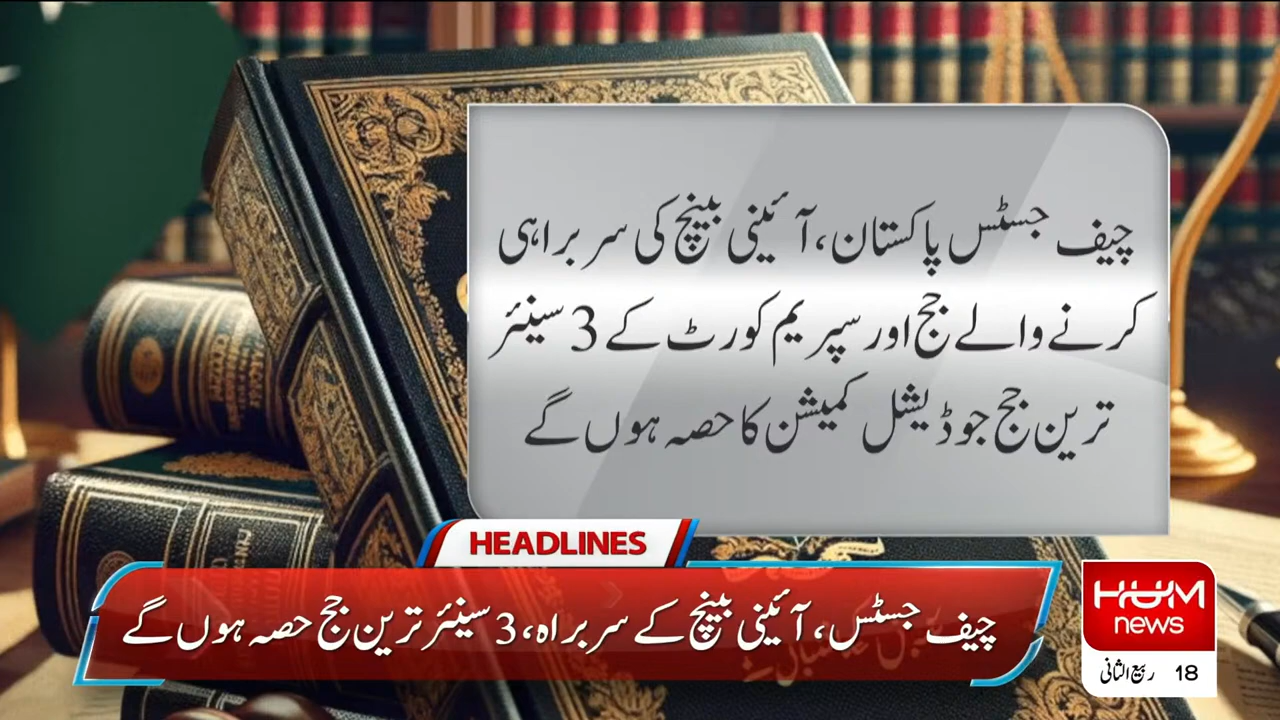 چیف جسٹس پاکستان، آئینی بینچ کی سربراہی
کرنے والے جج اور سپریم کورٹ کے 3 سینئر
ترین جج جوڈیشل کمیشن کا حصہ ہوں گے
HEADLINES
چیف جسٹس، آئینی بینچ کے سربراہ، 3 سینئر ترین جج حصہ ہوں گے
HUM
news
18 ربیع الثانی